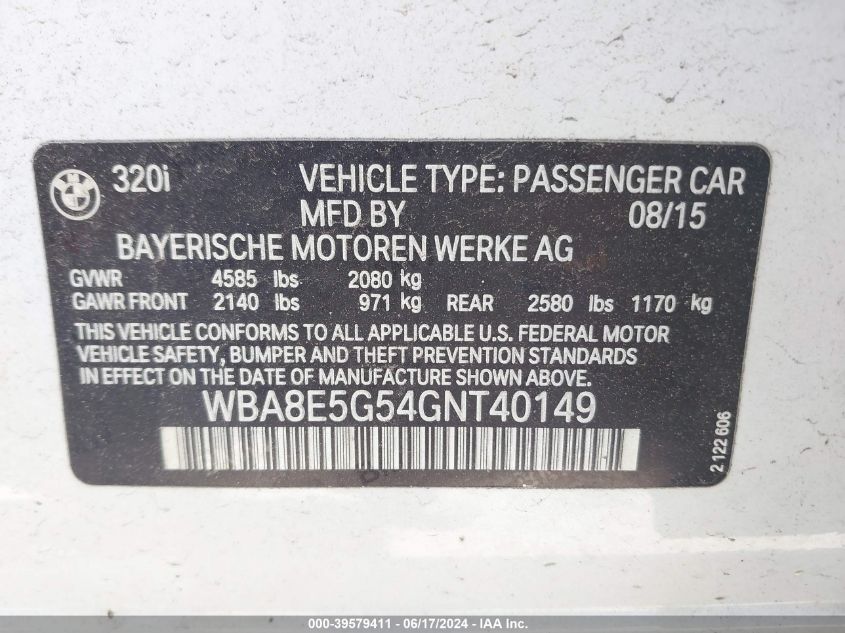 320i VEHICLE TYPE: PASSENGER CAR
MFD BY 08/15
BAYERISCHE MOTOREN WERKE AG
GVWR 4585 lbs 2080 kg
GAWR FRONT 2140 lbs 971 kg REAR 2580 lbs 1170 kg
THIS VEHICLE CONFORMS TO ALL APPLICABLE U.S. FEDERAL MOTOR
VEHICLE SAFETY, BUMPER AND THEFT PREVENTION STANDARDS
IN EFFECT ON THE DATE OF MANUFACTURE SHOWN ABOVE.
WBA8E5G54GNT40149
2 122 606
000-39579411 - 06/17/2024 - IAA Inc.